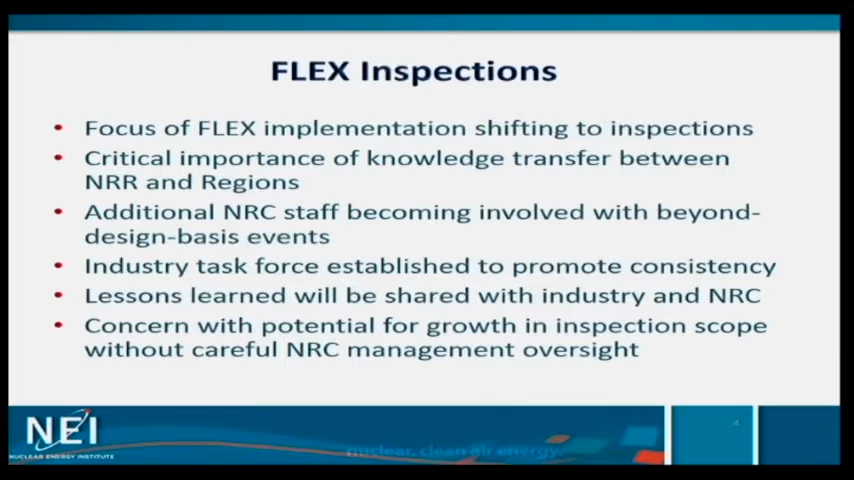 FLEX Inspections
• Focus of FLEX implementation shifting to inspections
• Critical importance of knowledge transfer between
NRR and Regions
• Additional NRC staff becoming involved with beyond-
design-basis events
• Industry task force established to promote consistency
• Lessons learned will be shared with industry and NRC
• Concern with potential for growth in inspection scope
without careful NRC management oversight
4
NEI
NUCLEAR ENERGY INSTITUTE
nuclear. clean air energy.